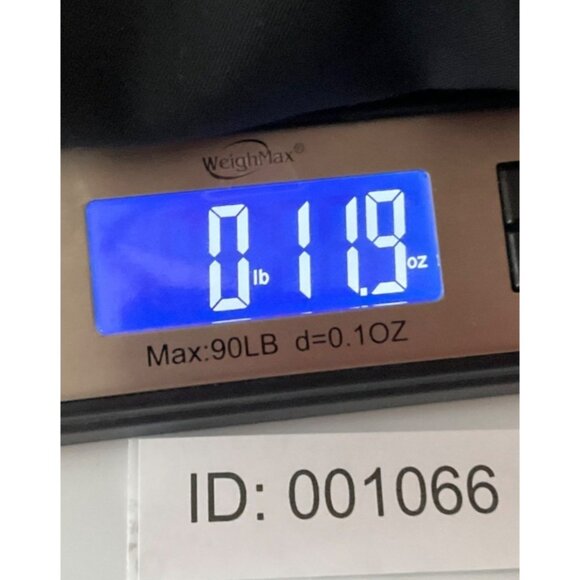 WeighMax®
0 lb 11.9 oz
Max:90LB d=0.1OZ
ID: 001066